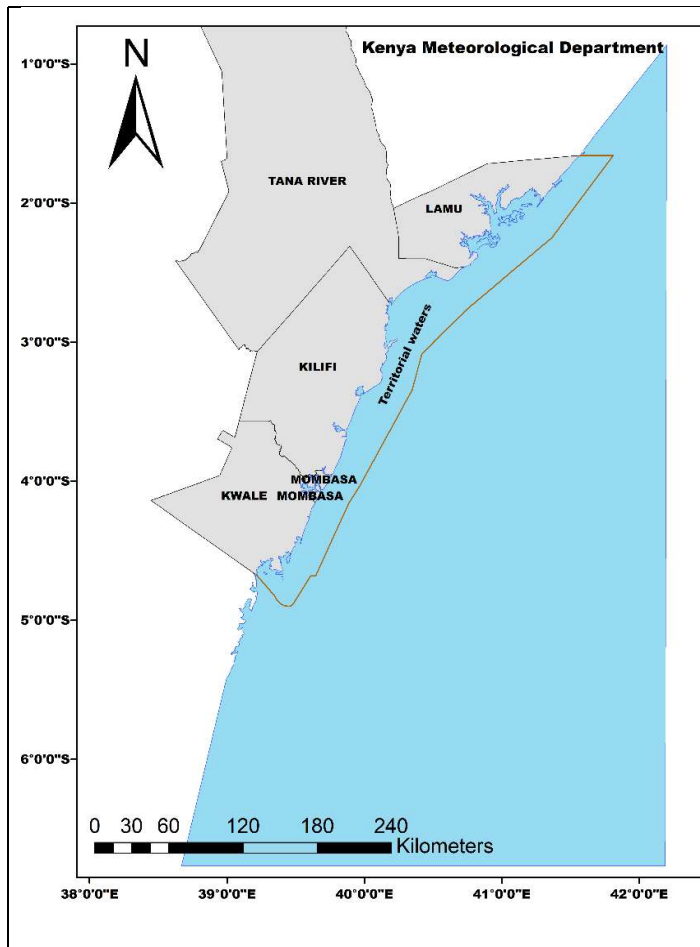 Kenya Meteorological Department
N
1°0'0"S
2°0'0"S
3°0'0"S
4°0'0"S
5°0'0"S
6°0'0"S
TANA RIVER
LAMU
Territorial waters
KILIFI
MOMBASA
KWALE MOMBASA
0 30 60 120 180 240
Kilometers
38°0'0"E 39°0'0"E 40°0'0"E 41°0'0"E 42°0'0"E